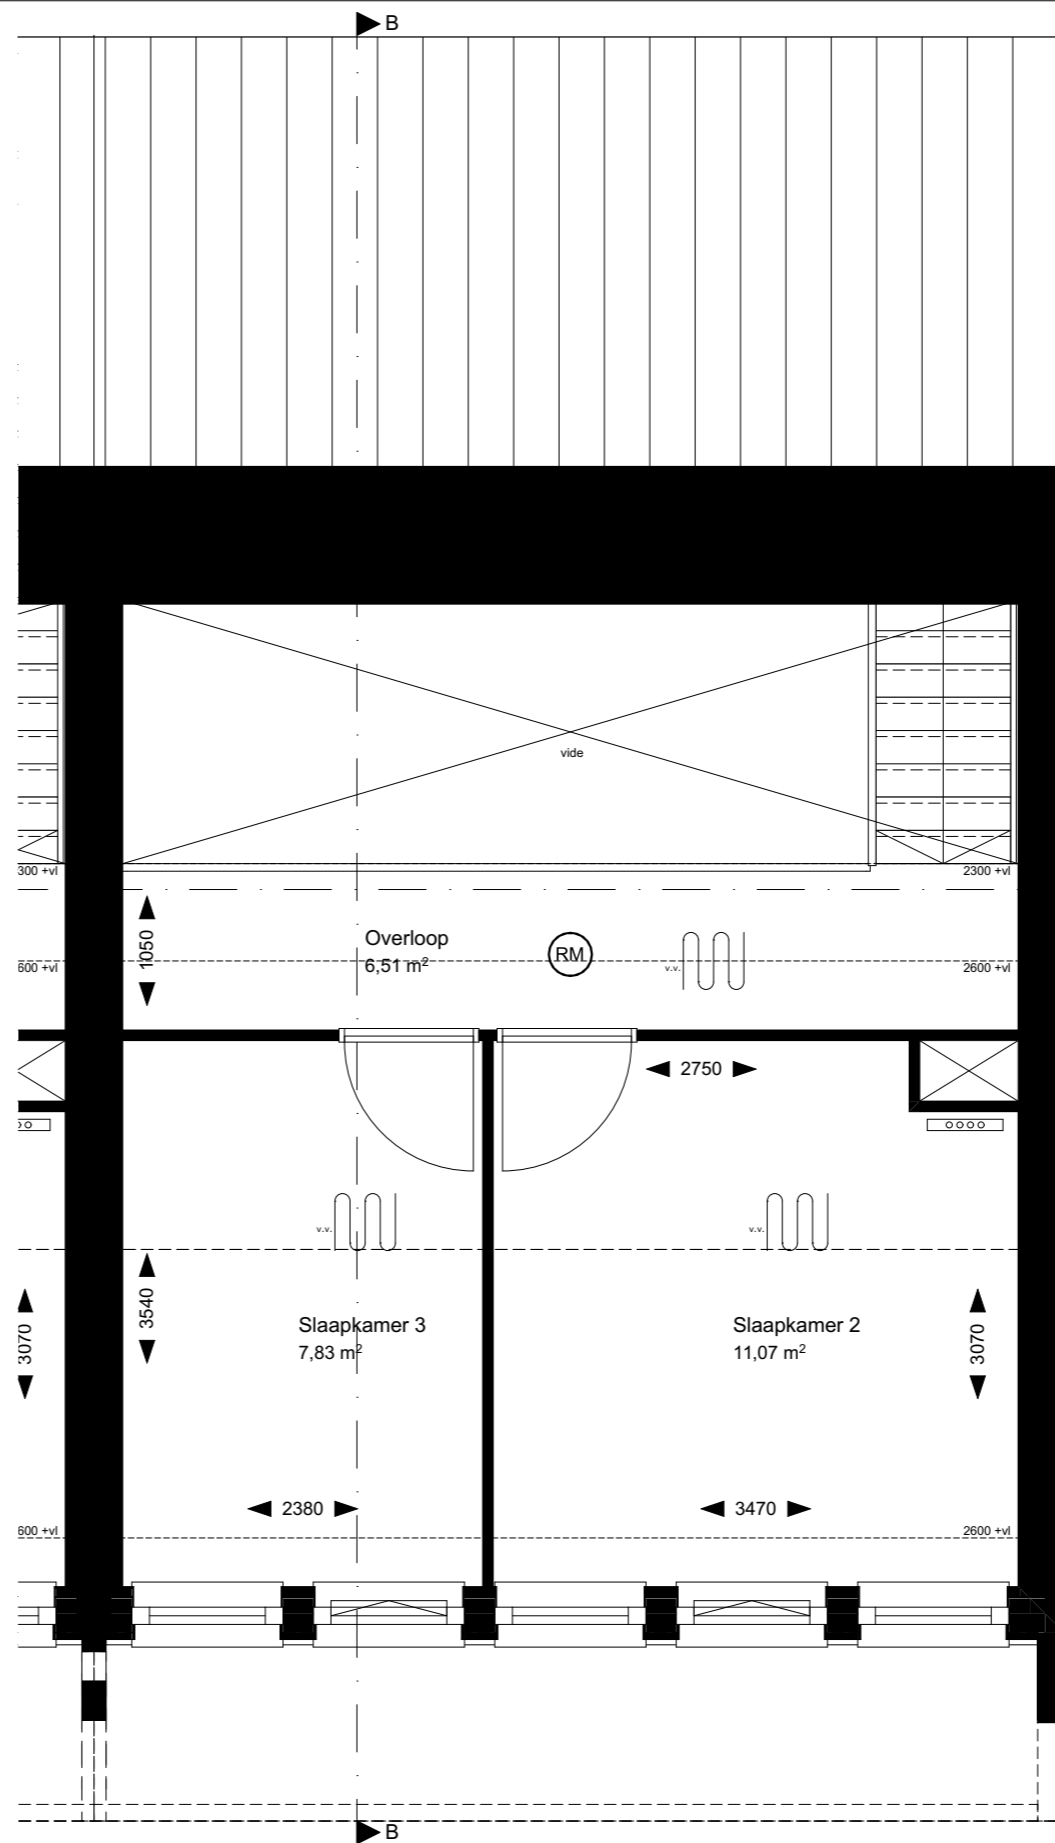 B
vide
300 +vl
2300 +vl
1050
Overloop
6,51 m²
RM
v.v.
600 +vl
2600 +vl
2750
v.v.
v.v.
3070
3540
Slaapkamer 3
7,83 m²
Slaapkamer 2
11,07 m²
3070
2380
3470
600 +vl
2600 +vl
B